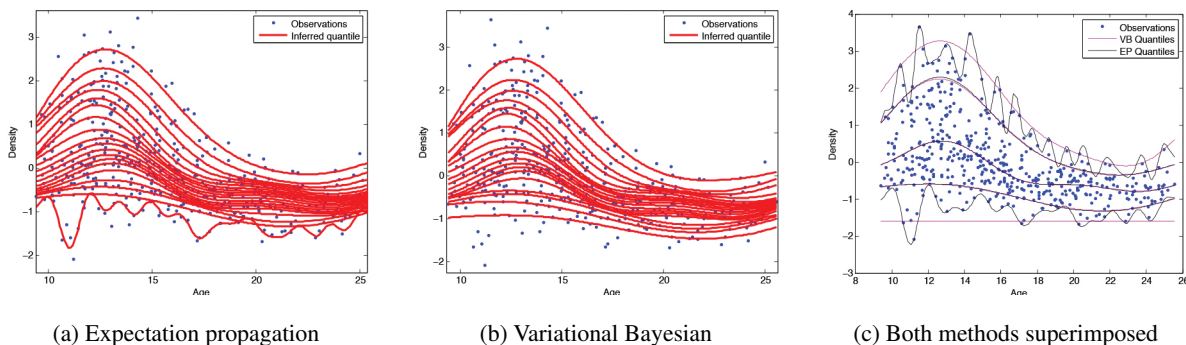 3
2
1
0
−1
−2
Density
10
15
20
25
Age
Observations
Inferred quantile
(a) Expectation propagation
3
2
1
0
−1
−2
Density
10
15
20
25
Age
Observations
Inferred quantile
(b) Variational Bayesian
4
3
2
1
0
−1
−2
−3
Density
8
10
12
14
16
18
20
22
24
26
Age
Observations
VB Quantiles
EP Quantiles
(c) Both methods superimposed